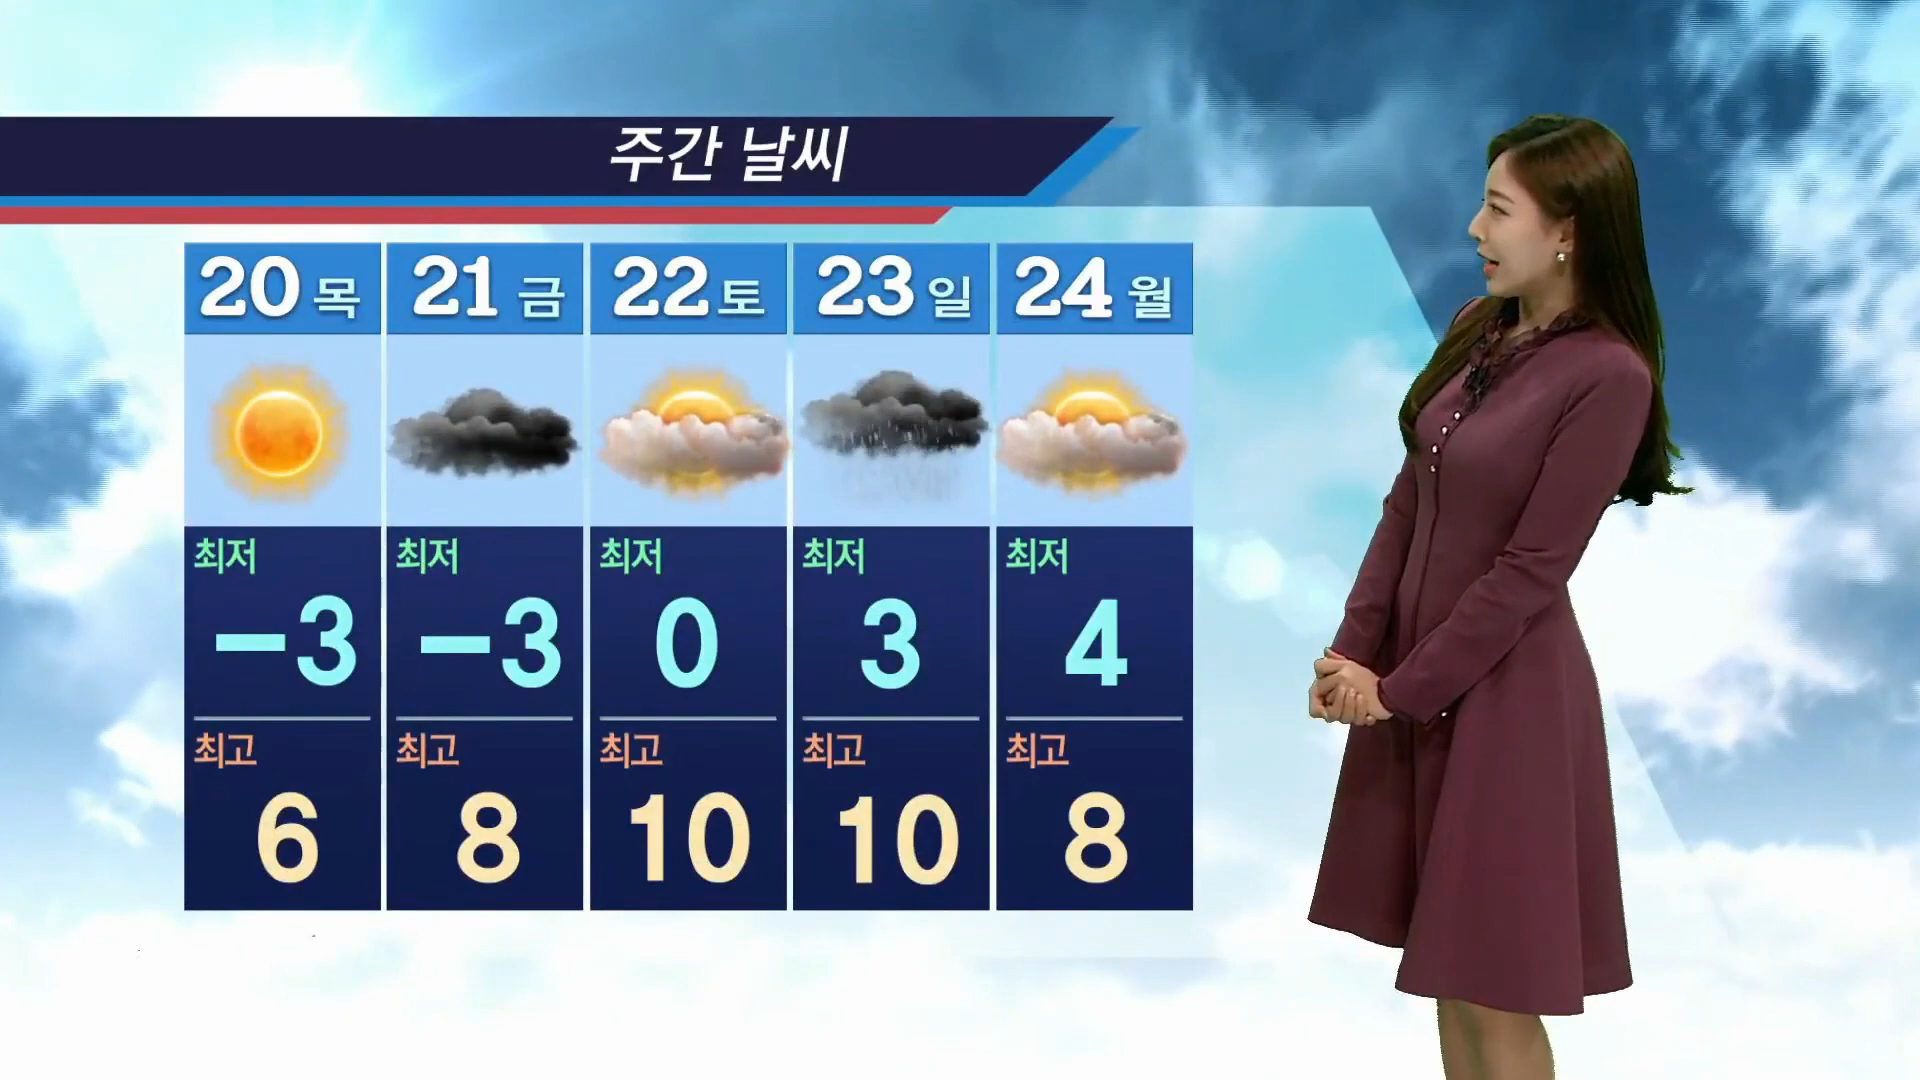 주간 날씨
20 목 21 금 22 토 23 일 24 월
최저 최저 최저 최저 최저
-3 -3 0 3 4
최고 최고 최고 최고 최고
6 8 10 10 8